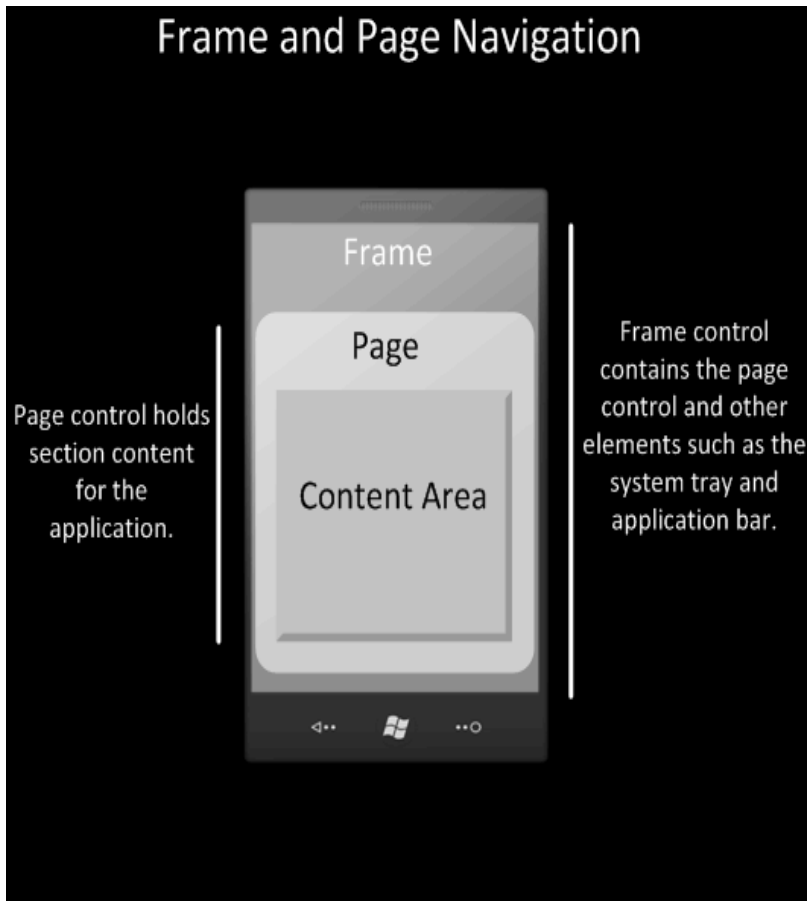 Frame and Page Navigation
Frame
Page
Content Area
Page control holds
section content
for the
application.
Frame control
contains the page
control and other
elements such as the
system tray and
application bar.